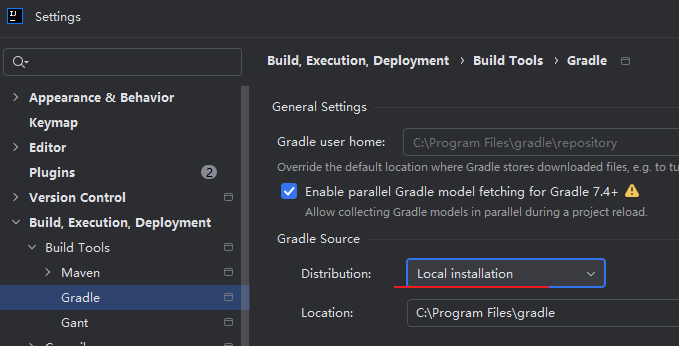 Settings
Build, Execution, Deployment › Build Tools › Gradle
Appearance & Behavior
General Settings
Keymap
Gradle user home: C:\Program Files\gradle\repository
Editor
Override the default location where Gradle stores downloaded files, e.g. to tu
Plugins 2
Enable parallel Gradle model fetching for Gradle 7.4+
Version Control
Allow collecting Gradle models in parallel during a project reload.
Build, Execution, Deployment
Gradle Source
Build Tools
Maven
Distribution: Local installation
Gradle
Location: C:\Program Files\gradle
Gant